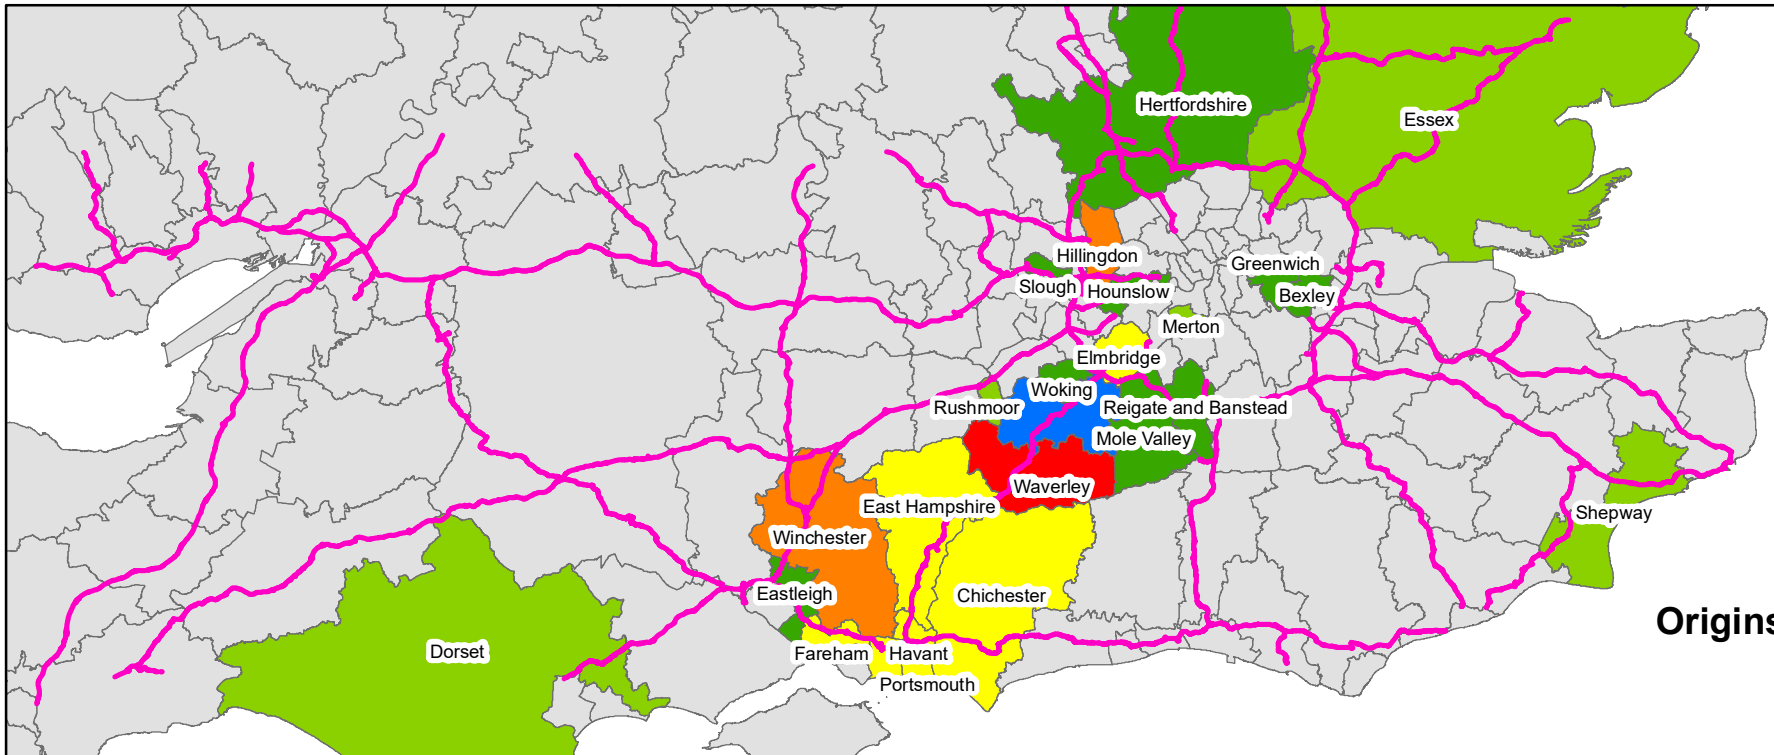 Hertfordshire
Essex
Hillingdon
Greenwich
Slough
Hounslow
Bexley
Merton
Elmbridge
Woking
Rushmoor
Reigate and Banstead
Mole Valley
Waverley
East Hampshire
Shepway
Winchester
Eastleigh
Chichester
Origins
Dorset
Fareham
Havant
Portsmouth